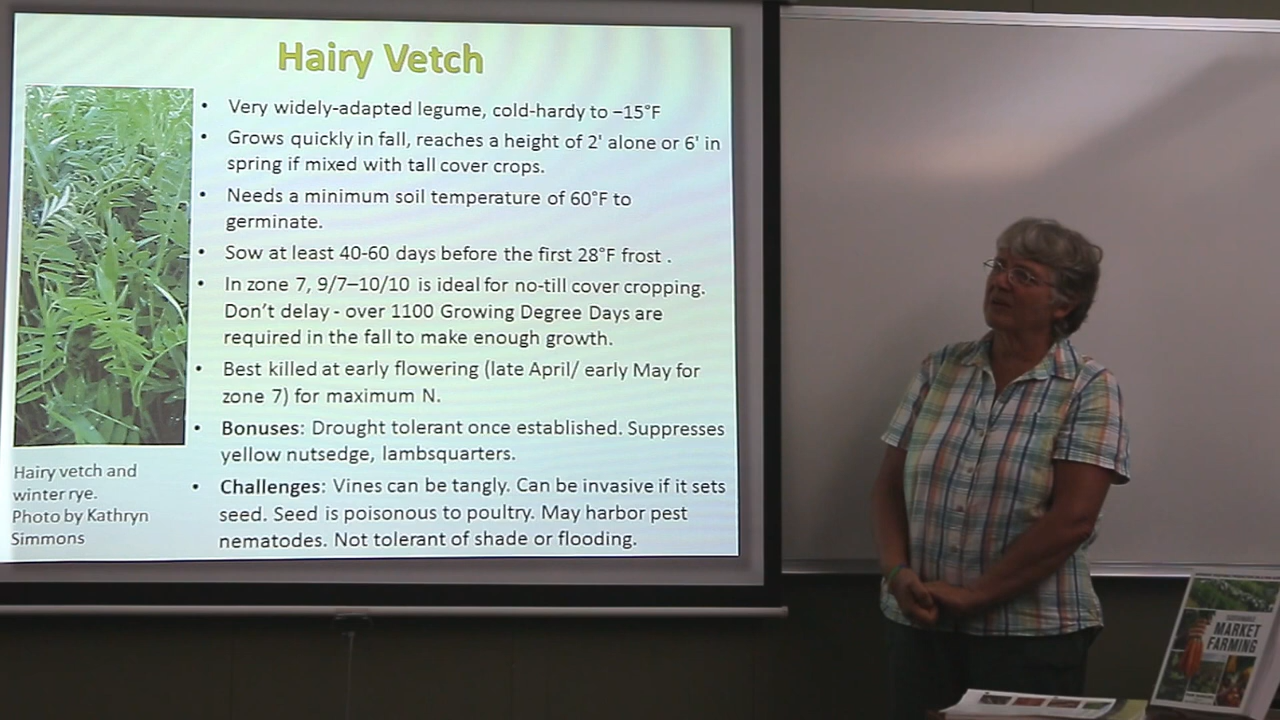 Hairy Vetch
• Very widely-adapted legume, cold-hardy to –15°F
• Grows quickly in fall, reaches a height of 2' alone or 6' in
spring if mixed with tall cover crops.
• Needs a minimum soil temperature of 60°F to
germinate.
• Sow at least 40-60 days before the first 28°F frost .
• In zone 7, 9/7–10/10 is ideal for no-till cover cropping.
Don’t delay - over 1100 Growing Degree Days are
required in the fall to make enough growth.
• Best killed at early flowering (late April/ early May for
zone 7) for maximum N.
• Bonuses: Drought tolerant once established. Suppresses
yellow nutsedge, lambsquarters.
• Challenges: Vines can be tangly. Can be invasive if it sets
seed. Seed is poisonous to poultry. May harbor pest
nematodes. Not tolerant of shade or flooding.
Hairy vetch and
winter rye.
Photo by Kathryn
Simmons
MARKET
FARMING